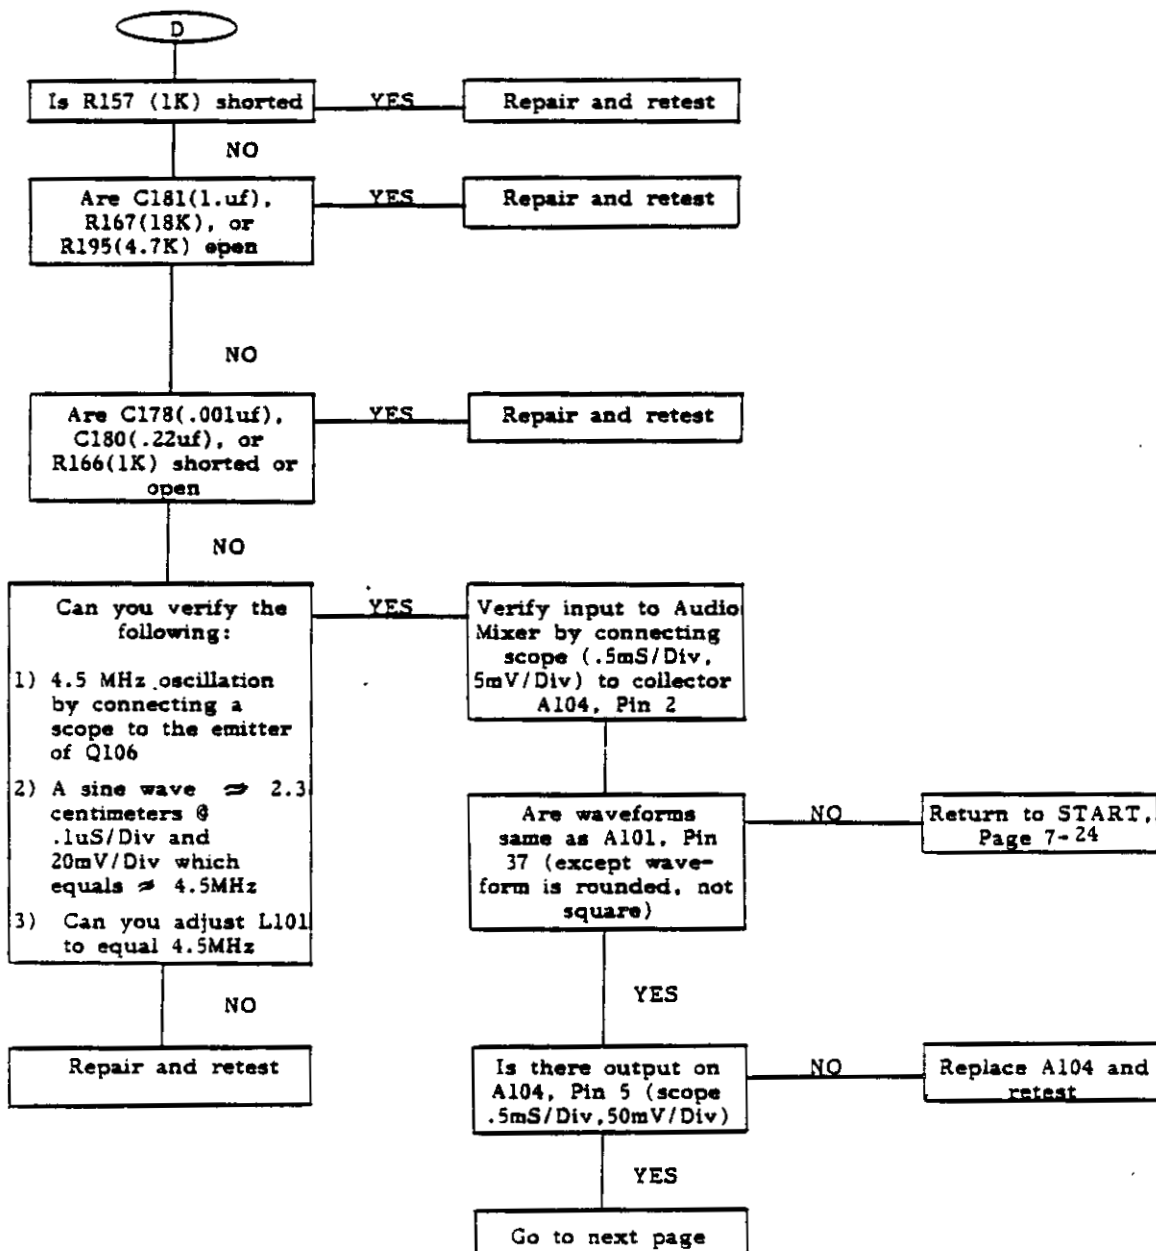 D
Is R157 (1K) shorted
YES
Repair and retest
NO
Are C181(1.uf),
R167(18K), or
R195(4.7K) open
YES
Repair and retest
NO
Are C178(.001uf),
C180(.22uf), or
R166(1K) shorted or
open
YES
Repair and retest
NO
Can you verify the
following:
1) 4.5 MHz oscillation
by connecting a
scope to the emitter
of Q106
2) A sine wave ≈ 2.3
centimeters @
.1uS/Div and
20mV/Div which
equals ≈ 4.5MHz
3) Can you adjust L101
to equal 4.5MHz
NO
Repair and retest
YES
Verify input to Audio
Mixer by connecting
scope (.5mS/Div,
5mV/Div) to collector
A104, Pin 2
Are waveforms
same as A101, Pin
37 (except wave-
form is rounded, not
square)
NO
Return to START,
Page 7-24
YES
Is there output on
A104, Pin 5 (scope
.5mS/Div,50mV/Div)
NO
Replace A104 and
retest
YES
Go to next page